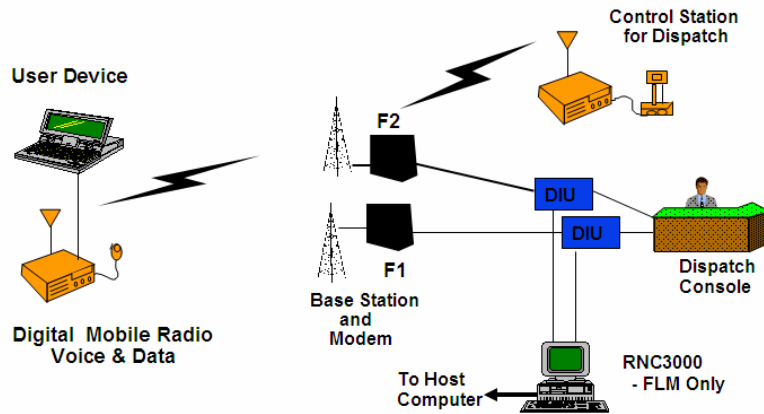 Control Station
for Dispatch
User Device
F2
DIU
DIU
F1
Dispatch
Console
Base Station
and
Modem
Digital Mobile Radio
Voice & Data
RNC3000
- FLM Only
To Host
Computer